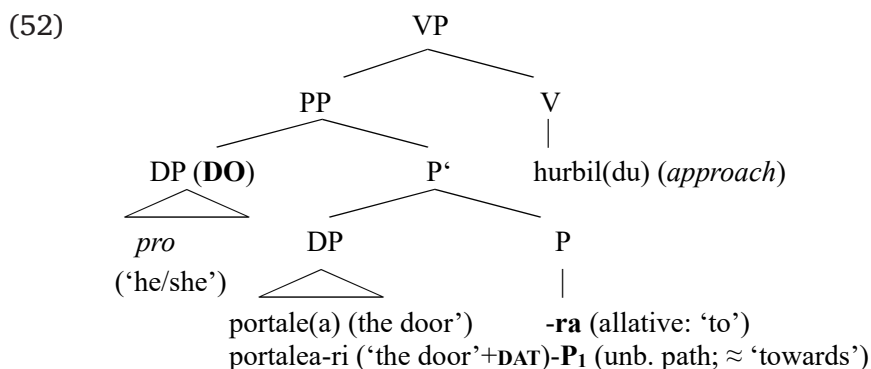 (52) VP
PP V
DP (DO) P‘ hurbil(du) (approach)
pro DP P
(‘he/she’)
portale(a) (the door’) -ra (allative: ‘to’)
portalea-ri (‘the door’+DAT)-P₁ (unb. path; ≈ ‘towards’)